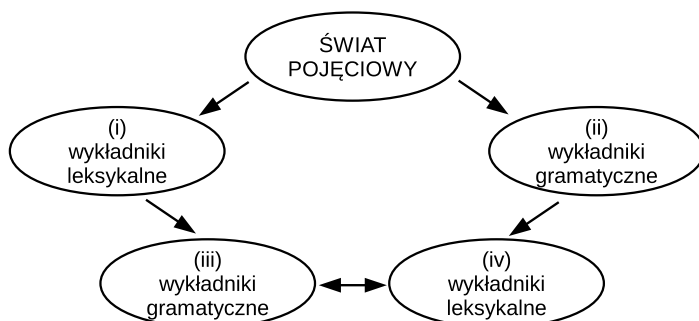 ŚWIAT
POJĘCIOWY
(i)
wykładniki
leksykalne
(ii)
wykładniki
gramatyczne
(iii)
wykładniki
gramatyczne
(iv)
wykładniki
leksykalne